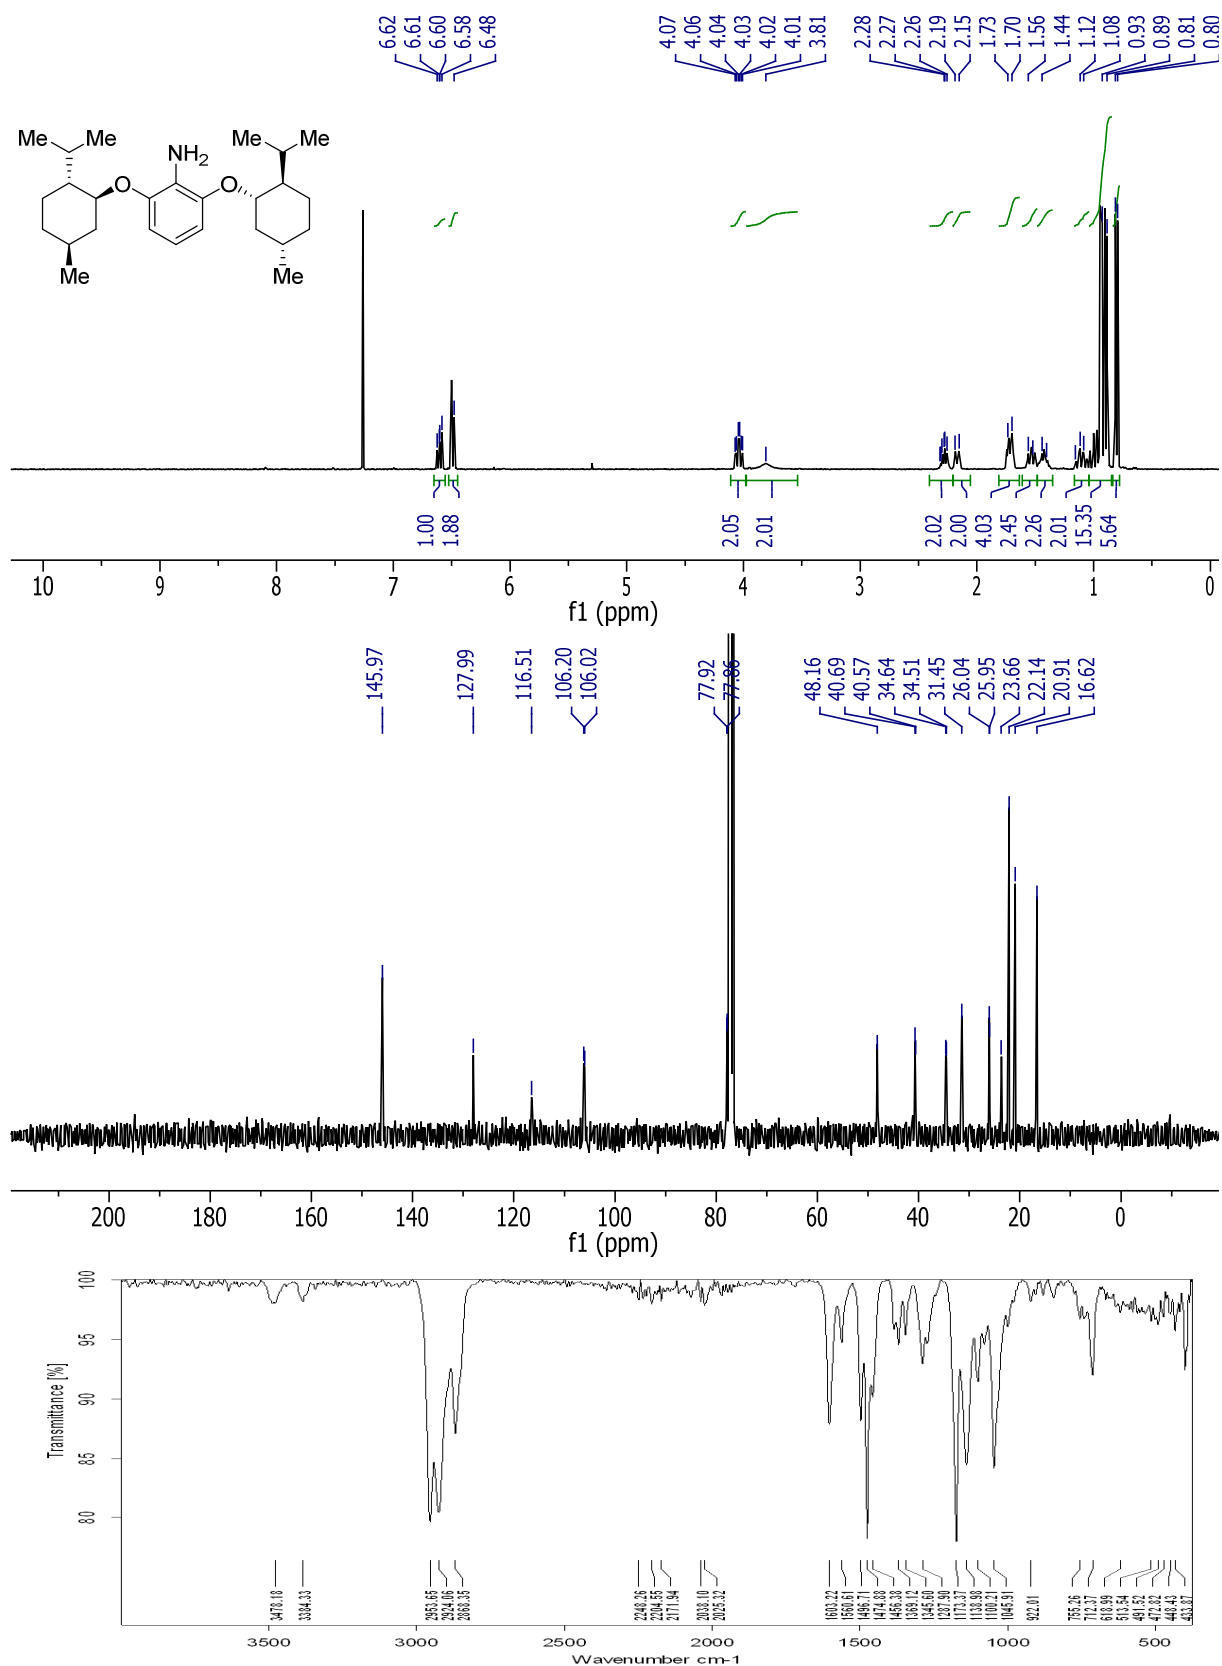 6.62 6.61 6.60 6.58 6.48 4.07 4.06 4.04 4.03 4.02 4.01 3.81 2.28 2.27 2.26 2.19 2.15 1.73 1.70 1.56 1.44 1.12 1.08 0.93 0.89 0.81 0.80
Me Me NH2 Me Me
O O
Me Me
1.00 1.88 2.05 2.01 2.02 2.00 4.03 2.45 2.26 2.01 15.35 5.64
10 9 8 7 6 5 4 3 2 1 0
f1 (ppm)
145.97 127.99 116.51 106.20 106.02 77.92 77.86 48.16 40.69 40.57 34.64 34.51 31.45 26.04 25.95 23.66 22.14 20.91 16.62
200 180 160 140 120 100 80 60 40 20 0
f1 (ppm)
Transmittance [%]
100 95 90 85 80
3478.18 3384.33 2953.65 2924.06 2868.35 2248.26 2204.55 2171.94 2038.10 2025.32 1603.22 1560.61 1496.71 1474.88 1456.38 1369.12 1345.60 1287.90 1173.37 1138.98 1100.21 1045.91 922.01 755.26 712.37 618.99 513.54 491.52 472.82 448.43 433.87
3500 3000 2500 2000 1500 1000 500
Wavenumber cm-1